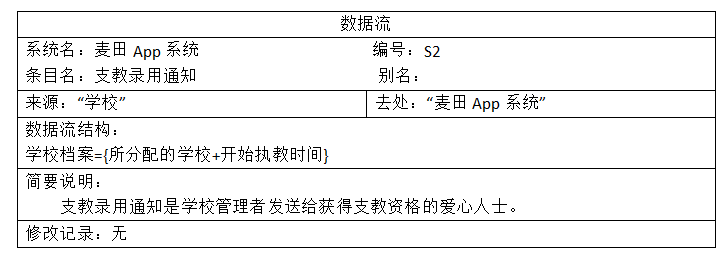 数据流
系统名：麦田 App 系统 编号：S2
条目名：支教录用通知 别名：
来源：“学校” 去处：“麦田 App 系统”
数据流结构：
学校档案={所分配的学校+开始执教时间}
简要说明：
支教录用通知是学校管理者发送给获得支教资格的爱心人士。
修改记录：无